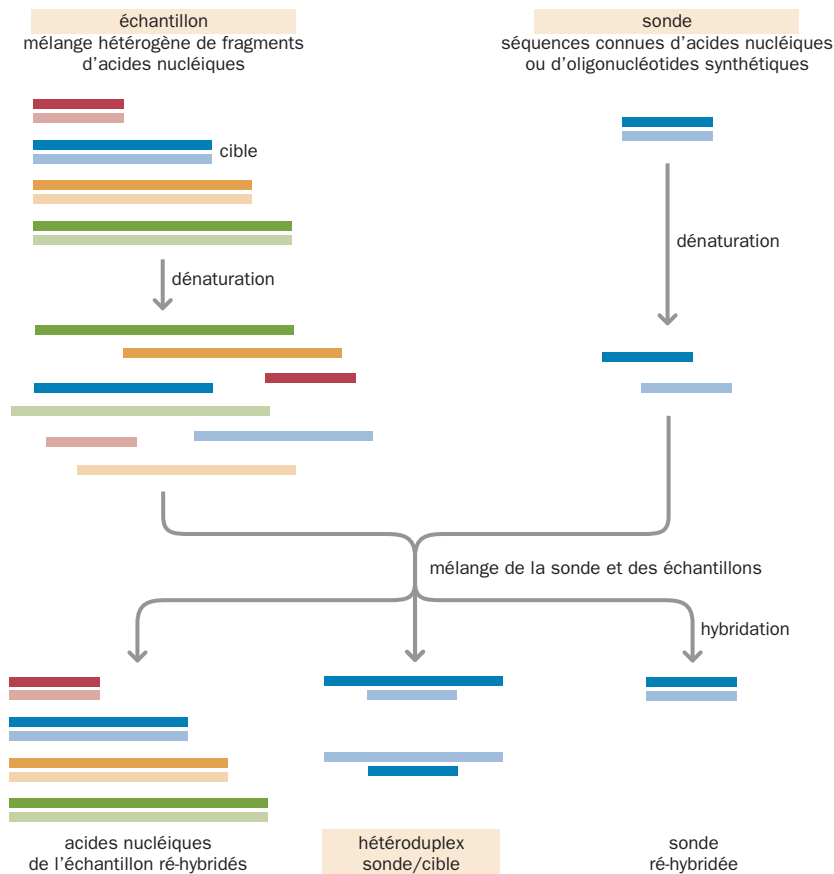 échantillon
mélange hétérogène de fragments
d'acides nucléiques
sonde
séquences connues d'acides nucléiques
ou d'oligonucléotides synthétiques
cible
dénaturation
dénaturation
mélange de la sonde et des échantillons
hybridation
acides nucléiques
de l'échantillon ré-hybridés
hétéroduplex
sonde/cible
sonde
ré-hybridée